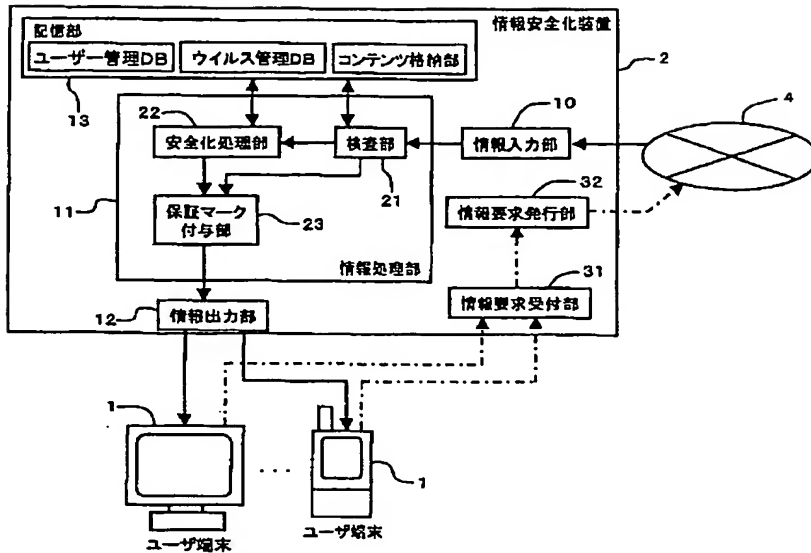 情報安全化装置
記憶部
ユーザー管理DB
ウイルス管理DB
コンテンツ格納部
2
13
22
10
4
安全化処理部
検査部
情報入力部
21
32
11
保証マーク
付与部
23
情報要求発行部
情報処理部
31
12
情報出力部
情報要求受付部
1
...
1
ユーザ端末
ユーザ端末